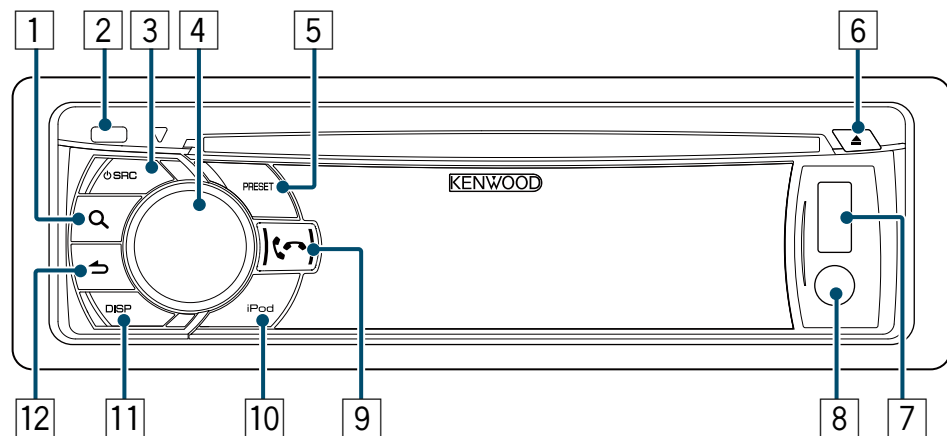 1 2 3 4 5 6
SRC
PRESET
KENWOOD
DISP
iPod
12 11 10 9 8 7